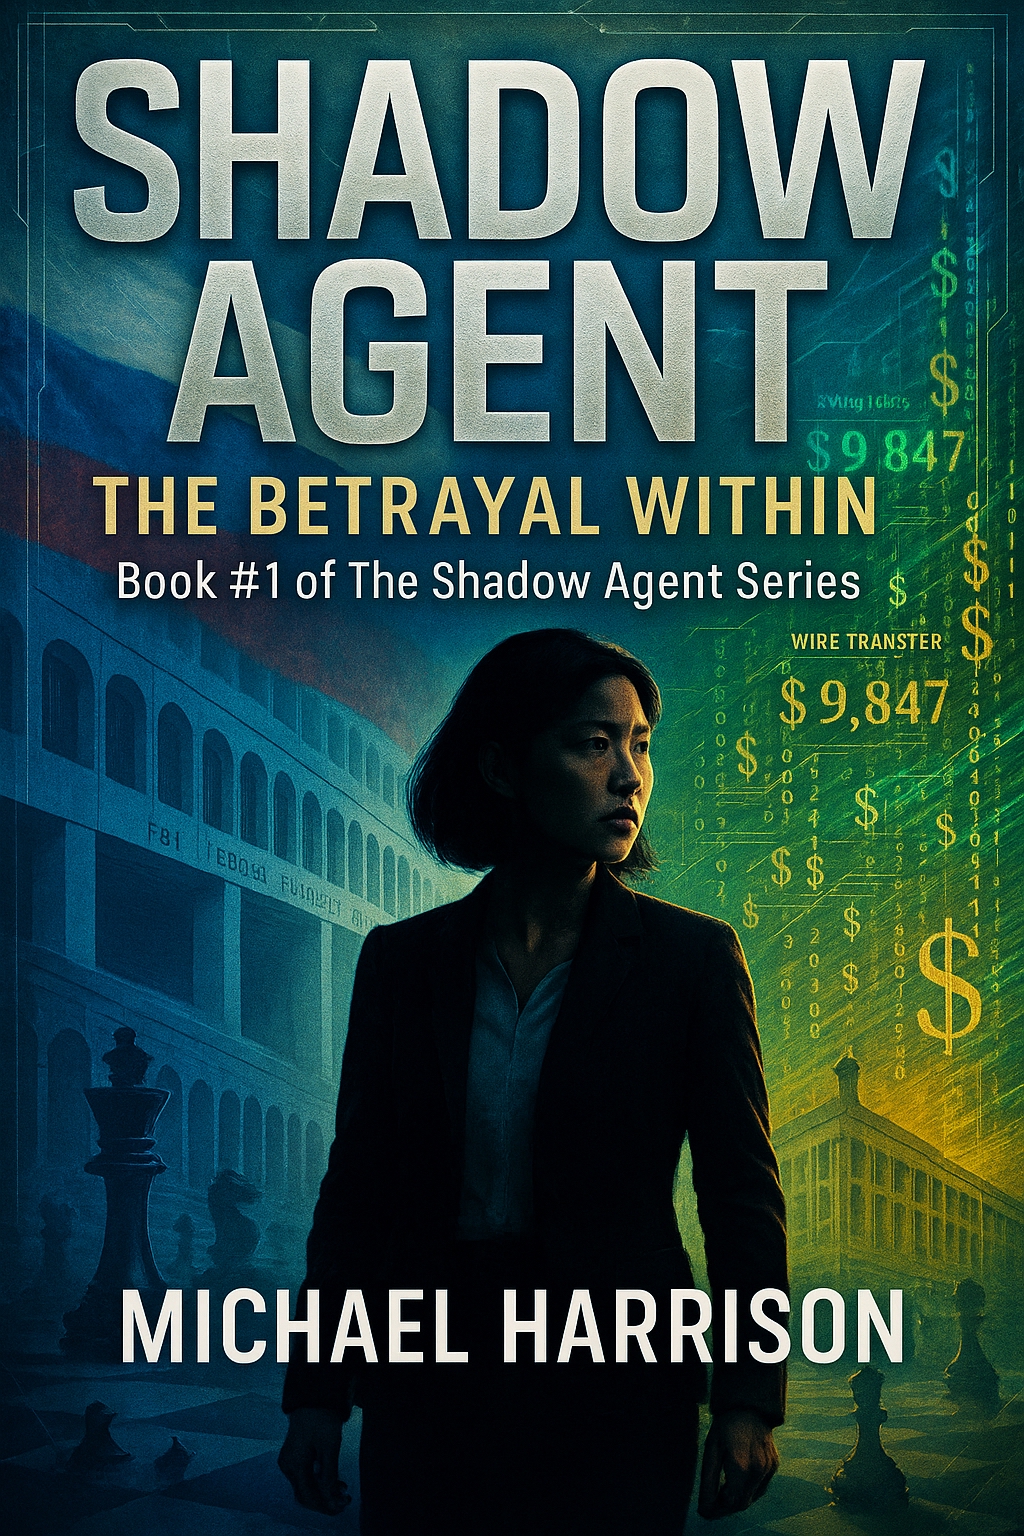 SHADOW
AGENT
$9 847
THE BETRAYAL WITHIN
Book #1 of The Shadow Agent Series
WIRE TRANSTER
$9,847
FB1
MICHAEL HARRISON